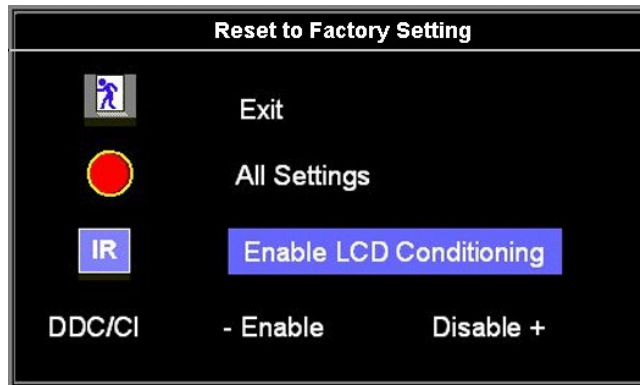 Reset to Factory Setting
Exit
All Settings
IR Enable LCD Conditioning
DDC/CI - Enable Disable +